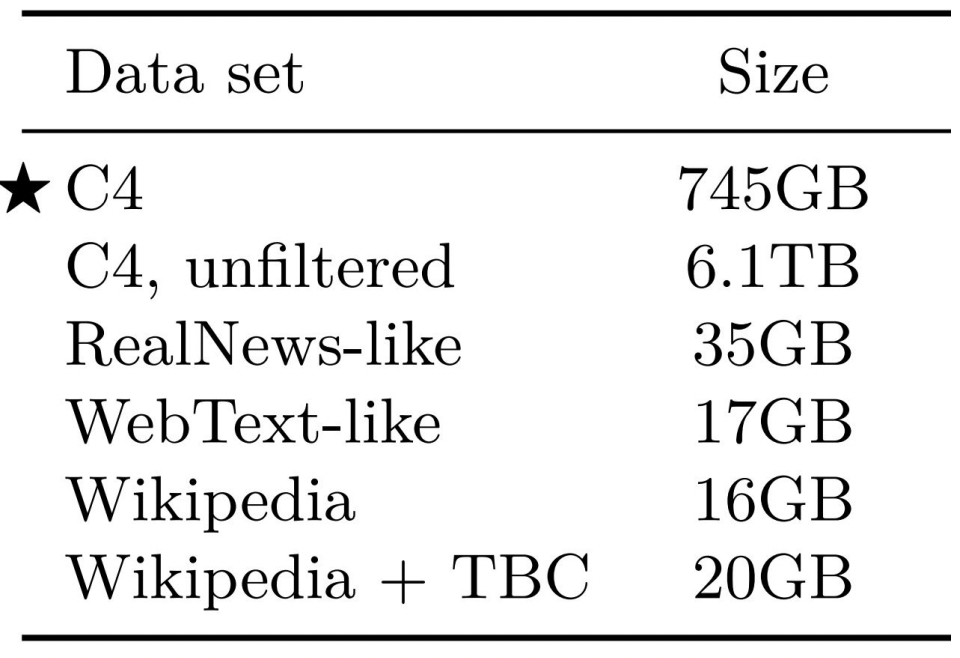 Data set Size
★ C4 745GB
C4, unfiltered 6.1TB
RealNews-like 35GB
WebText-like 17GB
Wikipedia 16GB
Wikipedia + TBC 20GB